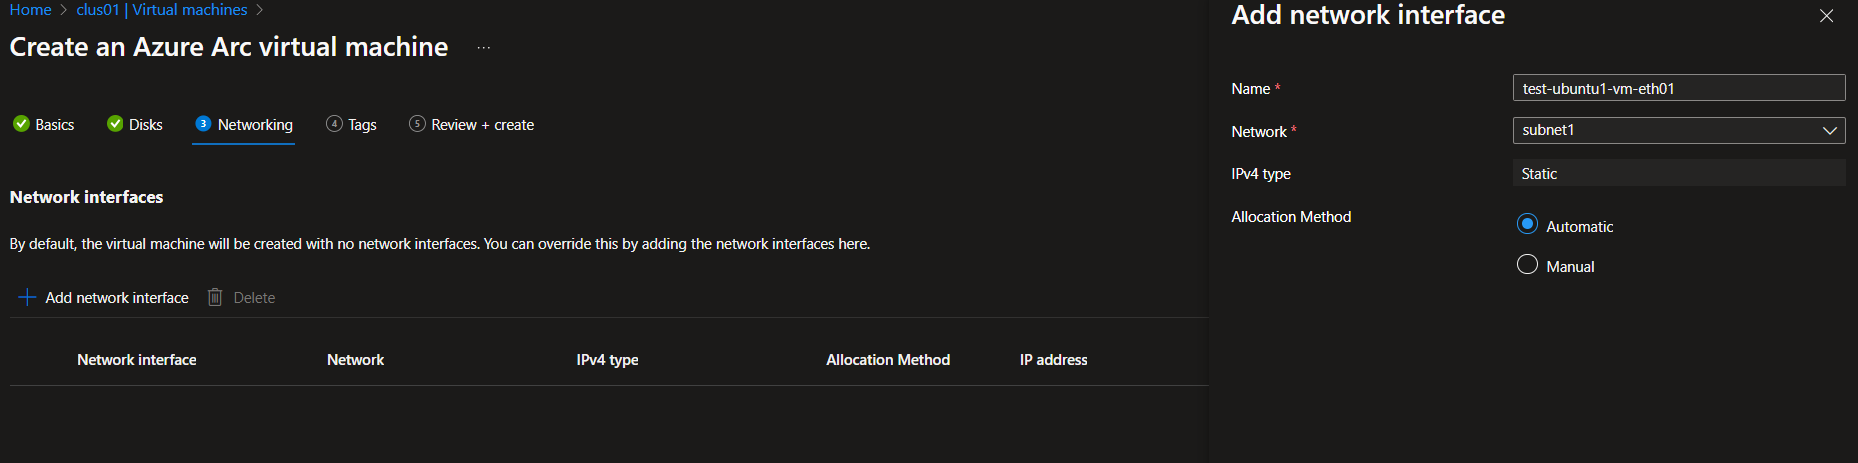 Home > clus01 | Virtual machines >
Create an Azure Arc virtual machine ...
Basics Disks 3 Networking 4 Tags 5 Review + create
Network interfaces
By default, the virtual machine will be created with no network interfaces. You can override this by adding the network interfaces here.
+ Add network interface Delete
Network interface Network IPv4 type Allocation Method IP address
Add network interface
Name * test-ubuntu1-vm-eth01
Network * subnet1
IPv4 type Static
Allocation Method Automatic
Manual